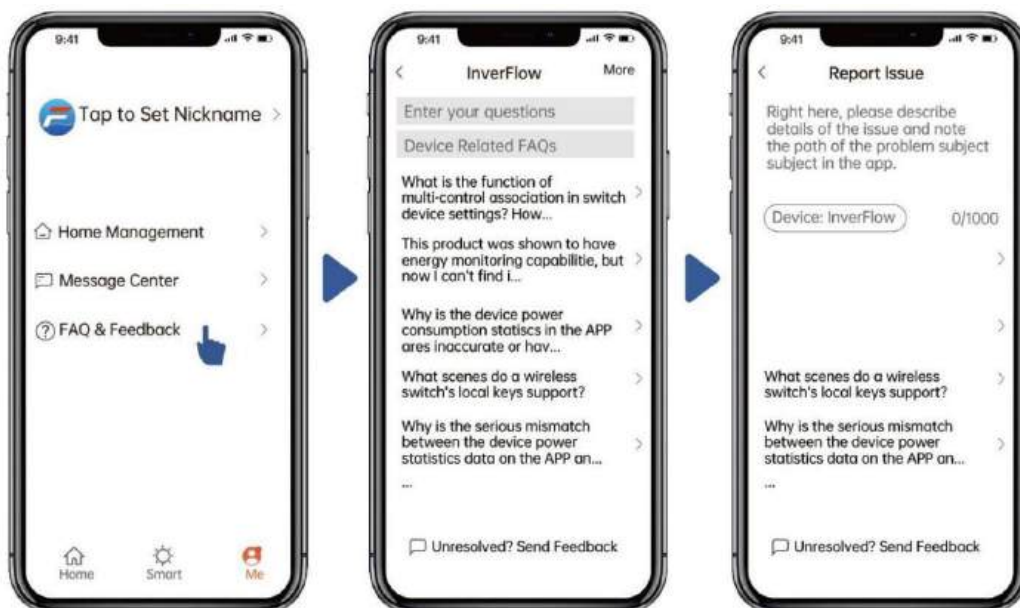 9:41
Tap to Set Nickname
Home Management
Message Center
FAQ & Feedback
Home
Smart
Me
9:41
InverFlow
More
Enter your questions
Device Related FAQs
What is the function of
multi-control association in switch
device settings? How...
This product was shown to have
energy monitoring capabilitie, but
now I can't find i...
Why is the device power
consumption statiscs in the APP
ares inaccurate or hav...
What scenes do a wireless
switch's local keys support?
Why is the serious mismatch
between the device power
statistics data on the APP an...
...
Unresolved? Send Feedback
9:41
Report Issue
Right here, please describe
details of the issue and note
the path of the problem subject
subject in the app.
Device: InverFlow
0/1000
What scenes do a wireless
switch's local keys support?
Why is the serious mismatch
between the device power
statistics data on the APP an...
...
Unresolved? Send Feedback